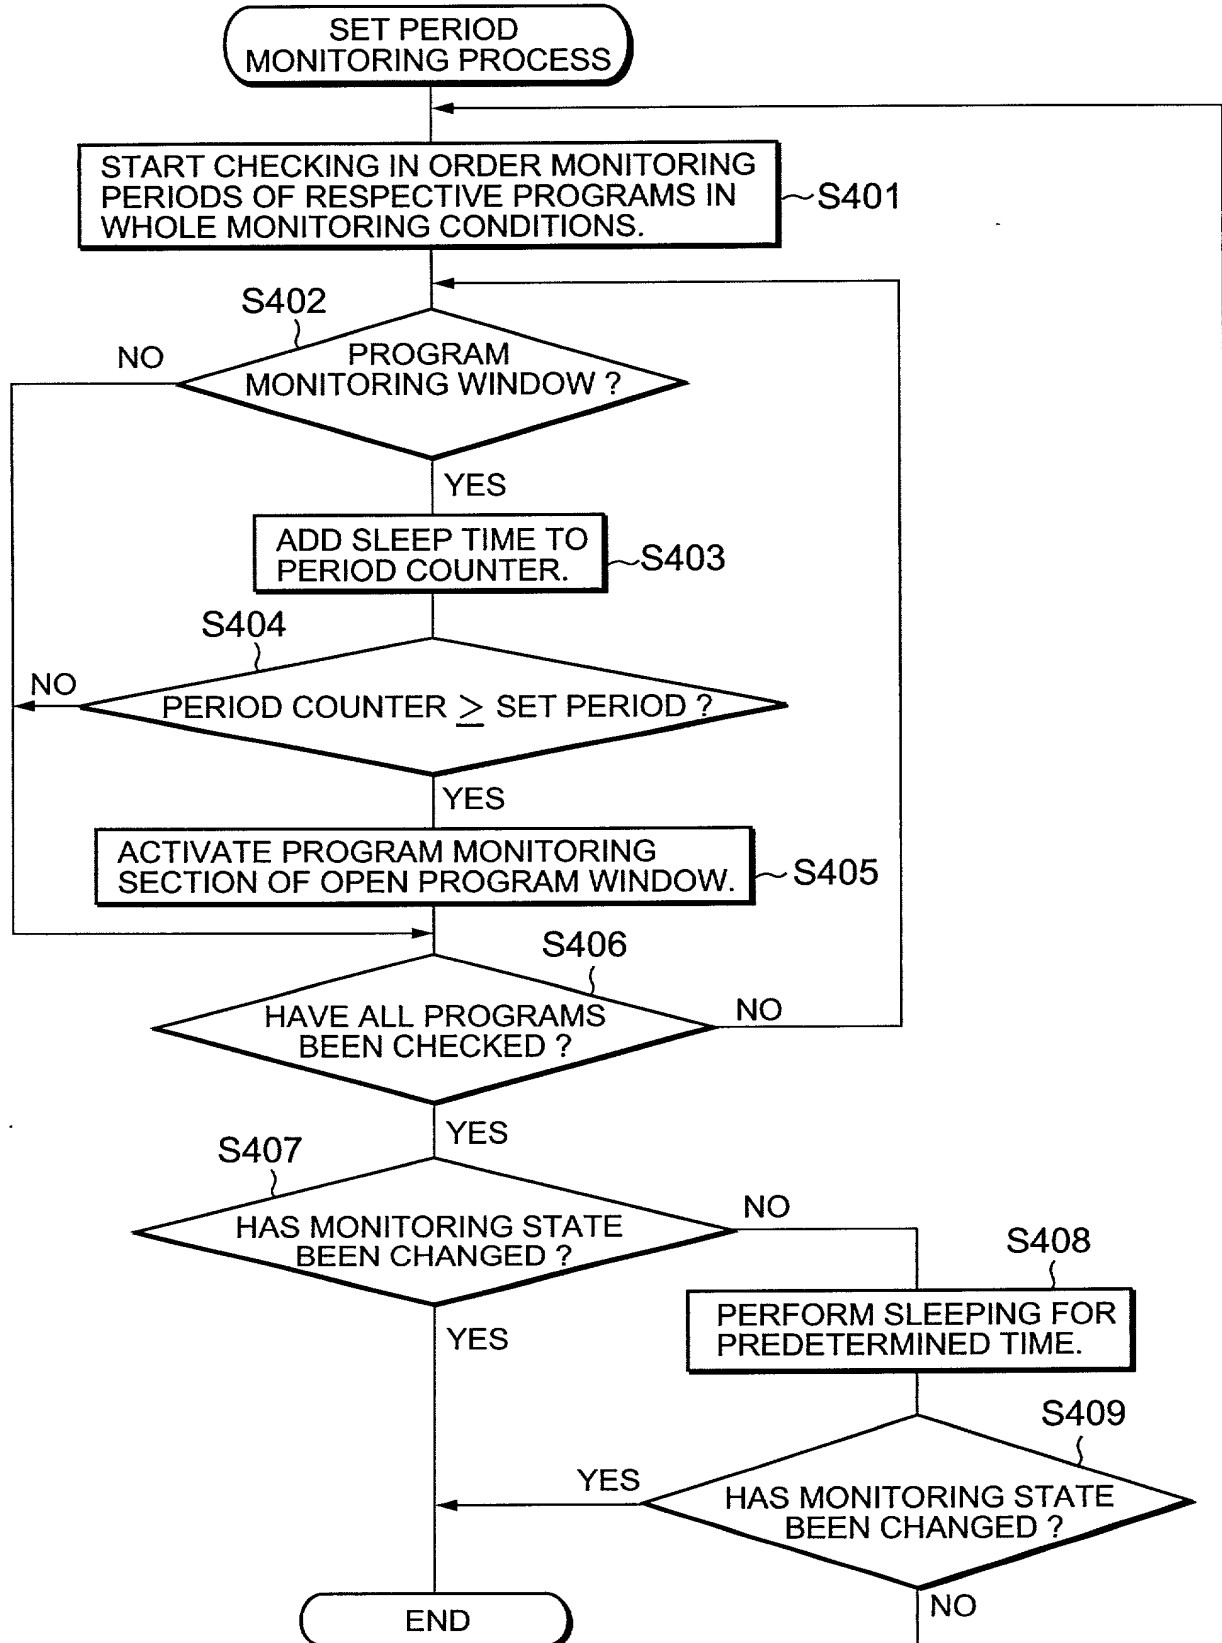 SET PERIOD
MONITORING PROCESS
START CHECKING IN ORDER MONITORING
PERIODS OF RESPECTIVE PROGRAMS IN
WHOLE MONITORING CONDITIONS.
S401
S402
NO
PROGRAM
MONITORING WINDOW ?
YES
ADD SLEEP TIME TO
PERIOD COUNTER.
S403
S404
NO
PERIOD COUNTER ≥ SET PERIOD ?
YES
ACTIVATE PROGRAM MONITORING
SECTION OF OPEN PROGRAM WINDOW.
S405
S406
HAVE ALL PROGRAMS
BEEN CHECKED ?
NO
YES
S407
HAS MONITORING STATE
BEEN CHANGED ?
NO
YES
S408
PERFORM SLEEPING FOR
PREDETERMINED TIME.
S409
YES
HAS MONITORING STATE
BEEN CHANGED ?
NO
END